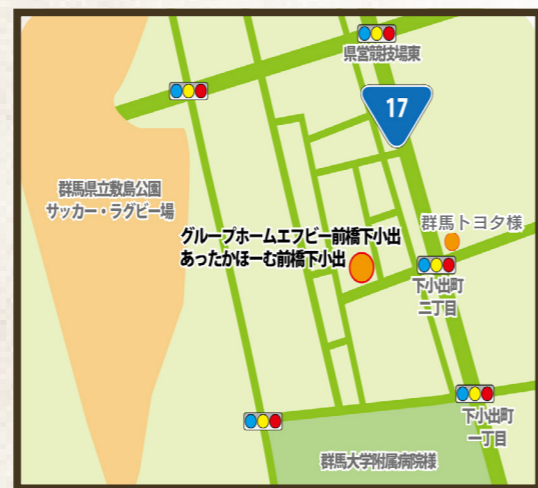 県営競技場東
17
群馬県立敷島公園
サッカー・ラグビー場
グループホームエフビー前橋下小出
あったかほーむ前橋下小出
群馬トヨタ様
下小出町
二丁目
下小出町
一丁目
群馬大学附属病院様